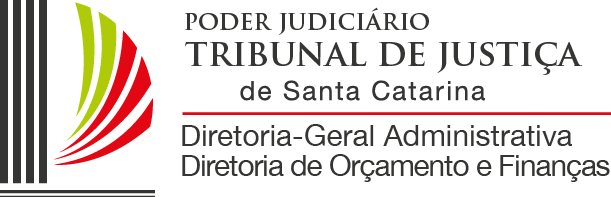 PODER JUDICIÁRIO
TRIBUNAL DE JUSTIÇA
de Santa Catarina
Diretoria-Geral Administrativa
Diretoria de Orçamento e Finanças